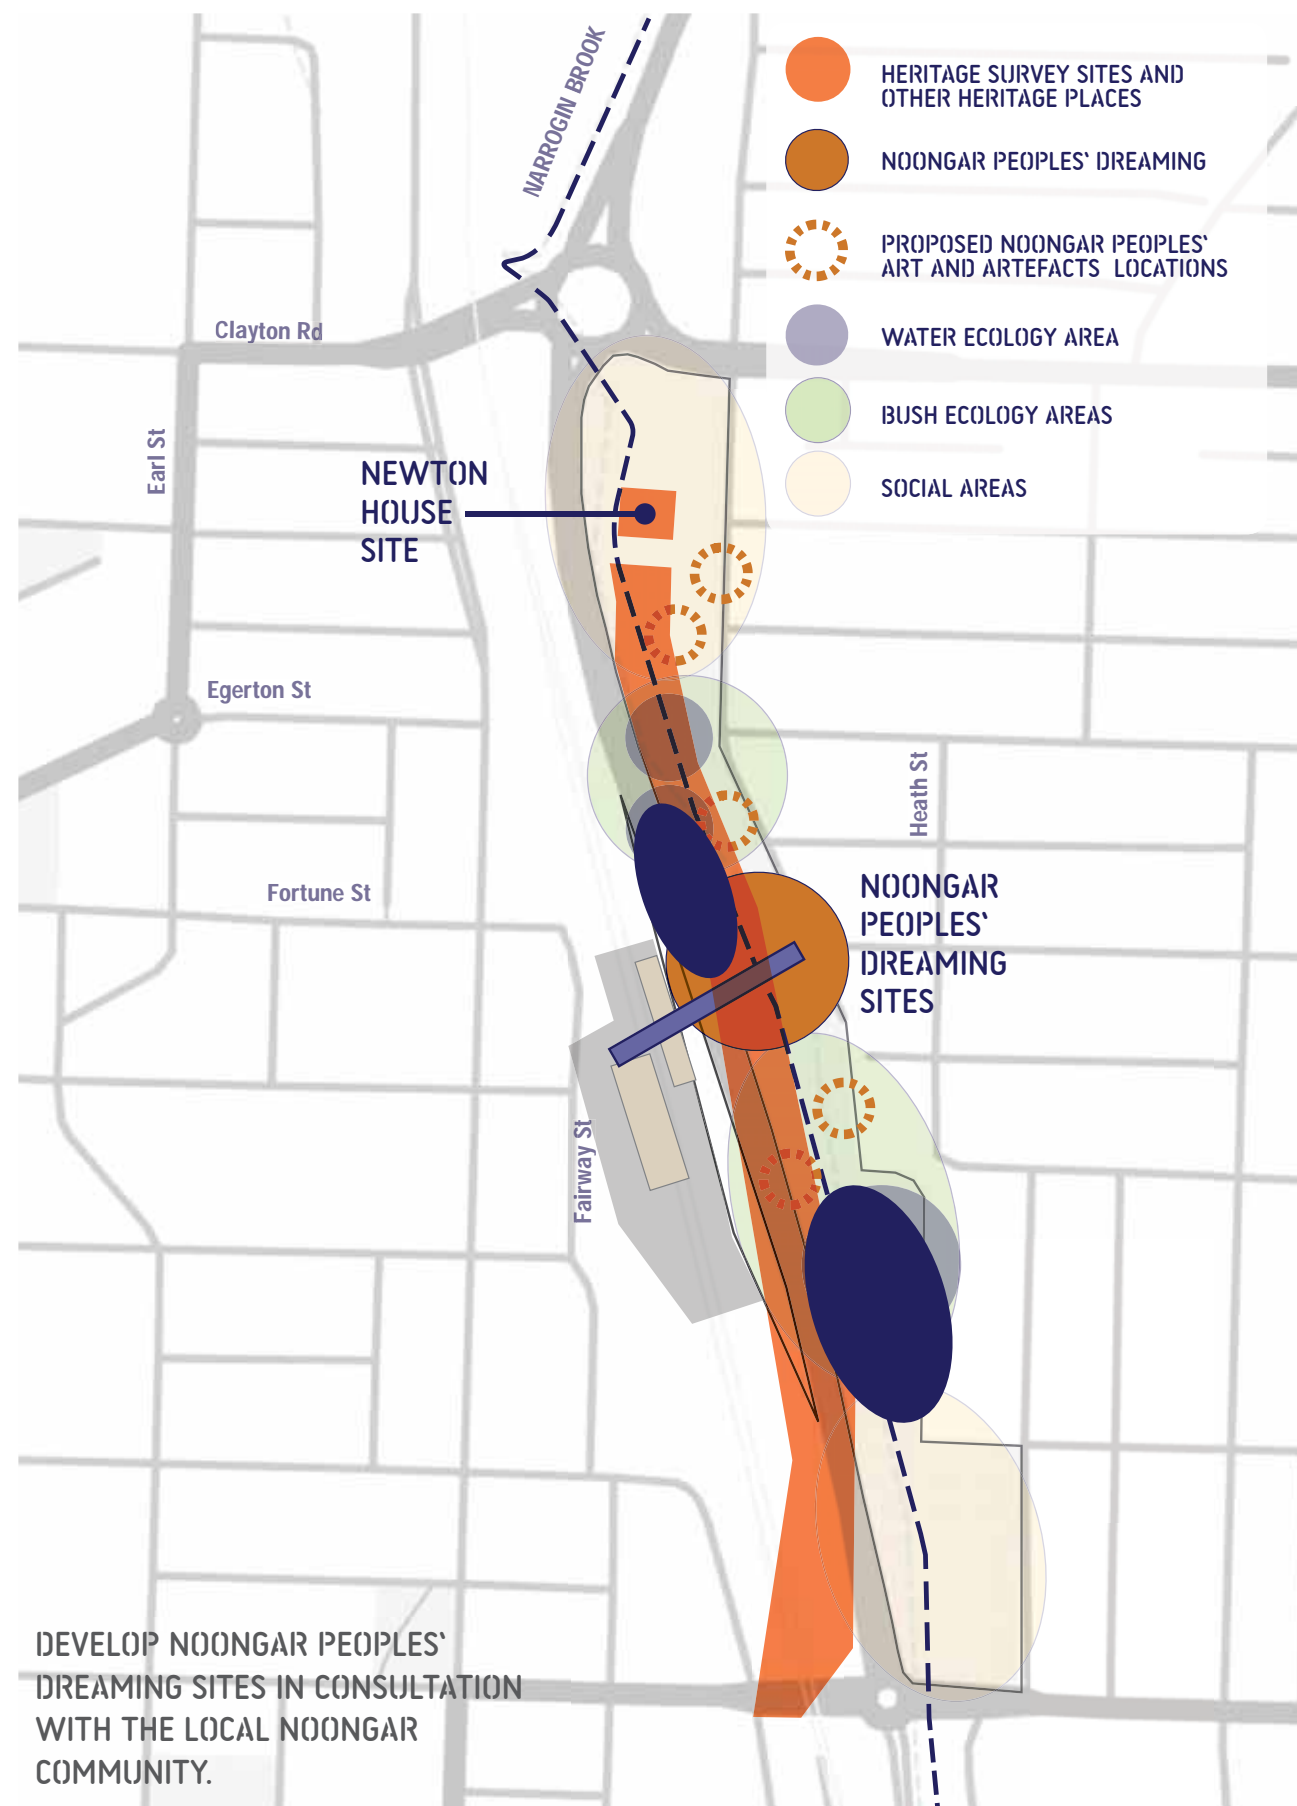 NARROGIN BROOK
HERITAGE SURVEY SITES AND
OTHER HERITAGE PLACES
NOONGAR PEOPLES' DREAMING
PROPOSED NOONGAR PEOPLES'
ART AND ARTEFACTS LOCATIONS
WATER ECOLOGY AREA
BUSH ECOLOGY AREAS
SOCIAL AREAS
Clayton Rd
Earl St
NEWTON
HOUSE
SITE
Egerton St
Heath St
Fortune St
NOONGAR
PEOPLES'
DREAMING
SITES
Fairway St
DEVELOP NOONGAR PEOPLES'
DREAMING SITES IN CONSULTATION
WITH THE LOCAL NOONGAR
COMMUNITY.